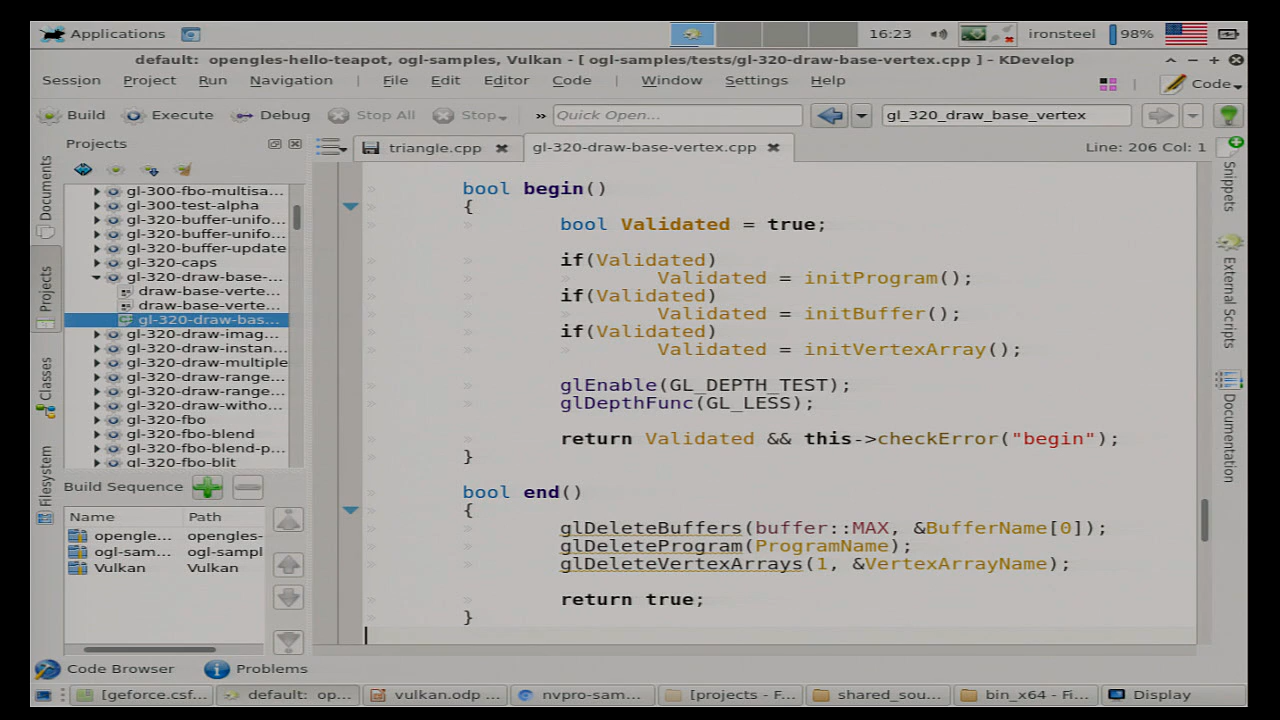 Applications 16:23 ironsteel 98%
default: opengles-hello-teapot, ogl-samples, Vulkan - [ ogl-samples/tests/gl-320-draw-base-vertex.cpp ] - KDevelop
Session Project Run Navigation | File Edit Editor Code | Window Settings Help Code
Build Execute Debug Stop All Stop » Quick Open... gl_320_draw_base_vertex
Projects triangle.cpp gl-320-draw-base-vertex.cpp Line: 206 Col: 1
Documents
Projects
Classes
Filesystem
gl-300-fbo-multisa...
gl-300-test-alpha
gl-320-buffer-unifo...
gl-320-buffer-unifo...
gl-320-buffer-update
gl-320-caps
gl-320-draw-base-...
draw-base-verte...
draw-base-verte...
gl-320-draw-bas...
gl-320-draw-imag...
gl-320-draw-instan...
gl-320-draw-multiple
gl-320-draw-range...
gl-320-draw-range...
gl-320-draw-witho...
gl-320-fbo
gl-320-fbo-blend
gl-320-fbo-blend-p...
gl-320-fbo-blit
Build Sequence
Name Path
opengle... opengles-
ogl-sam... ogl-sampl
Vulkan Vulkan
bool begin()
{
bool Validated = true;
if(Validated)
Validated = initProgram();
if(Validated)
Validated = initBuffer();
if(Validated)
Validated = initVertexArray();
glEnable(GL_DEPTH_TEST);
glDepthFunc(GL_LESS);
return Validated && this->checkError("begin");
}
bool end()
{
glDeleteBuffers(buffer::MAX, &BufferName[0]);
glDeleteProgram(ProgramName);
glDeleteVertexArrays(1, &VertexArrayName);
return true;
}
Snippets
External Scripts
Documentation
Code Browser Problems
[geforce.csf... default: op... vulkan.odp ... nvpro-sam... [projects - F... shared_sou... bin_x64 - Fi... Display